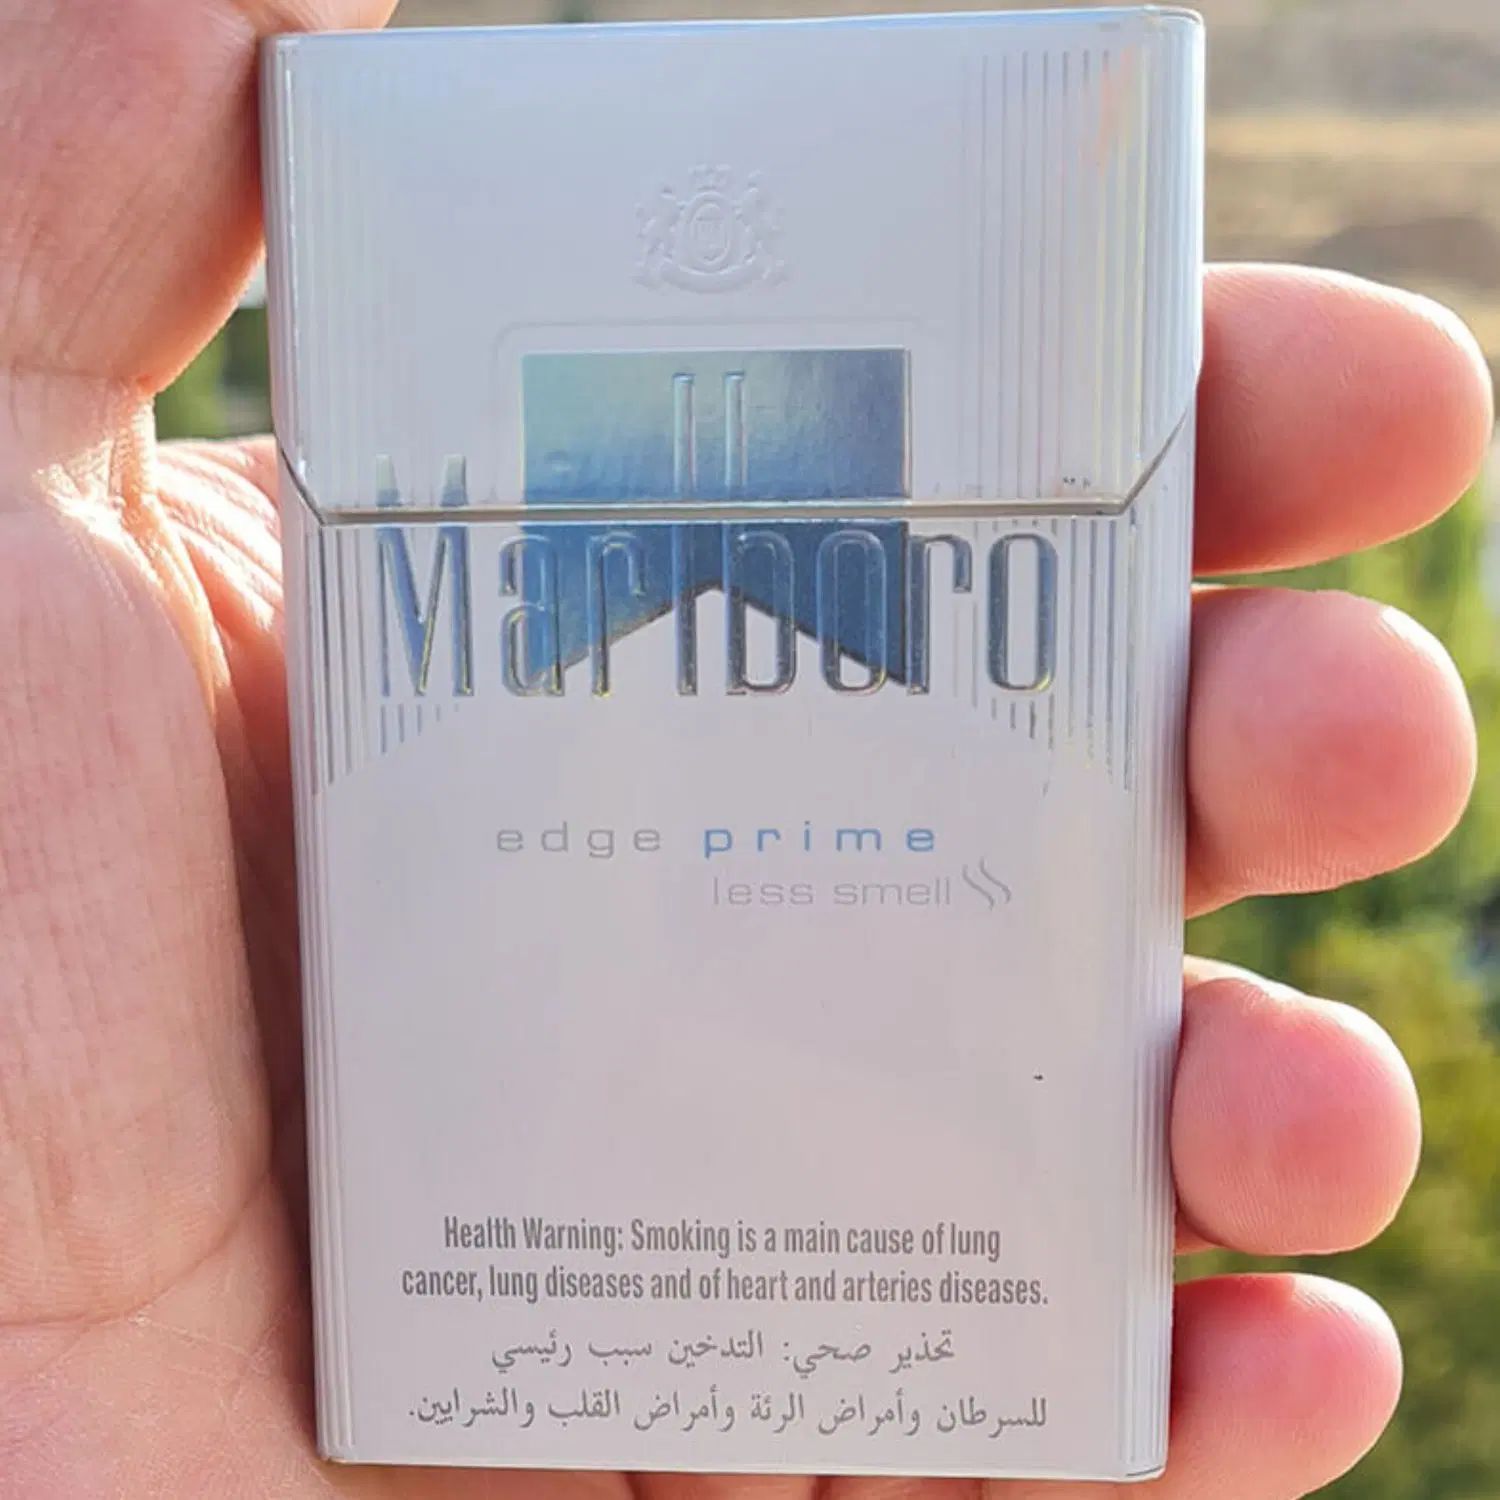 Marlboro
edge prime
less smell
Health Warning: Smoking is a main cause of lung
cancer, lung diseases and of heart and arteries diseases.
تحذير صحي: التدخين سبب رئيسي
للسرطان وأمراض الرئة وأمراض القلب والشرايين.